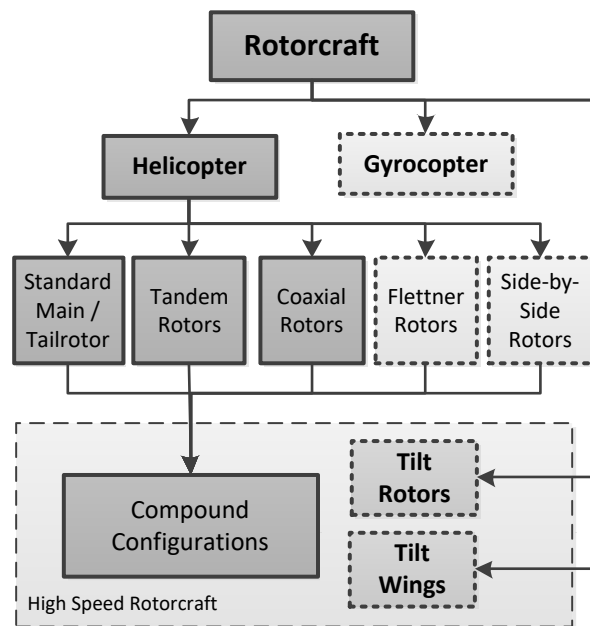 Rotorcraft
Helicopter
Gyrocopter
Standard
Main /
Tailrotor
Tandem
Rotors
Coaxial
Rotors
Flettner
Rotors
Side-by-
Side
Rotors
Compound
Configurations
Tilt
Rotors
Tilt
Wings
High Speed Rotorcraft